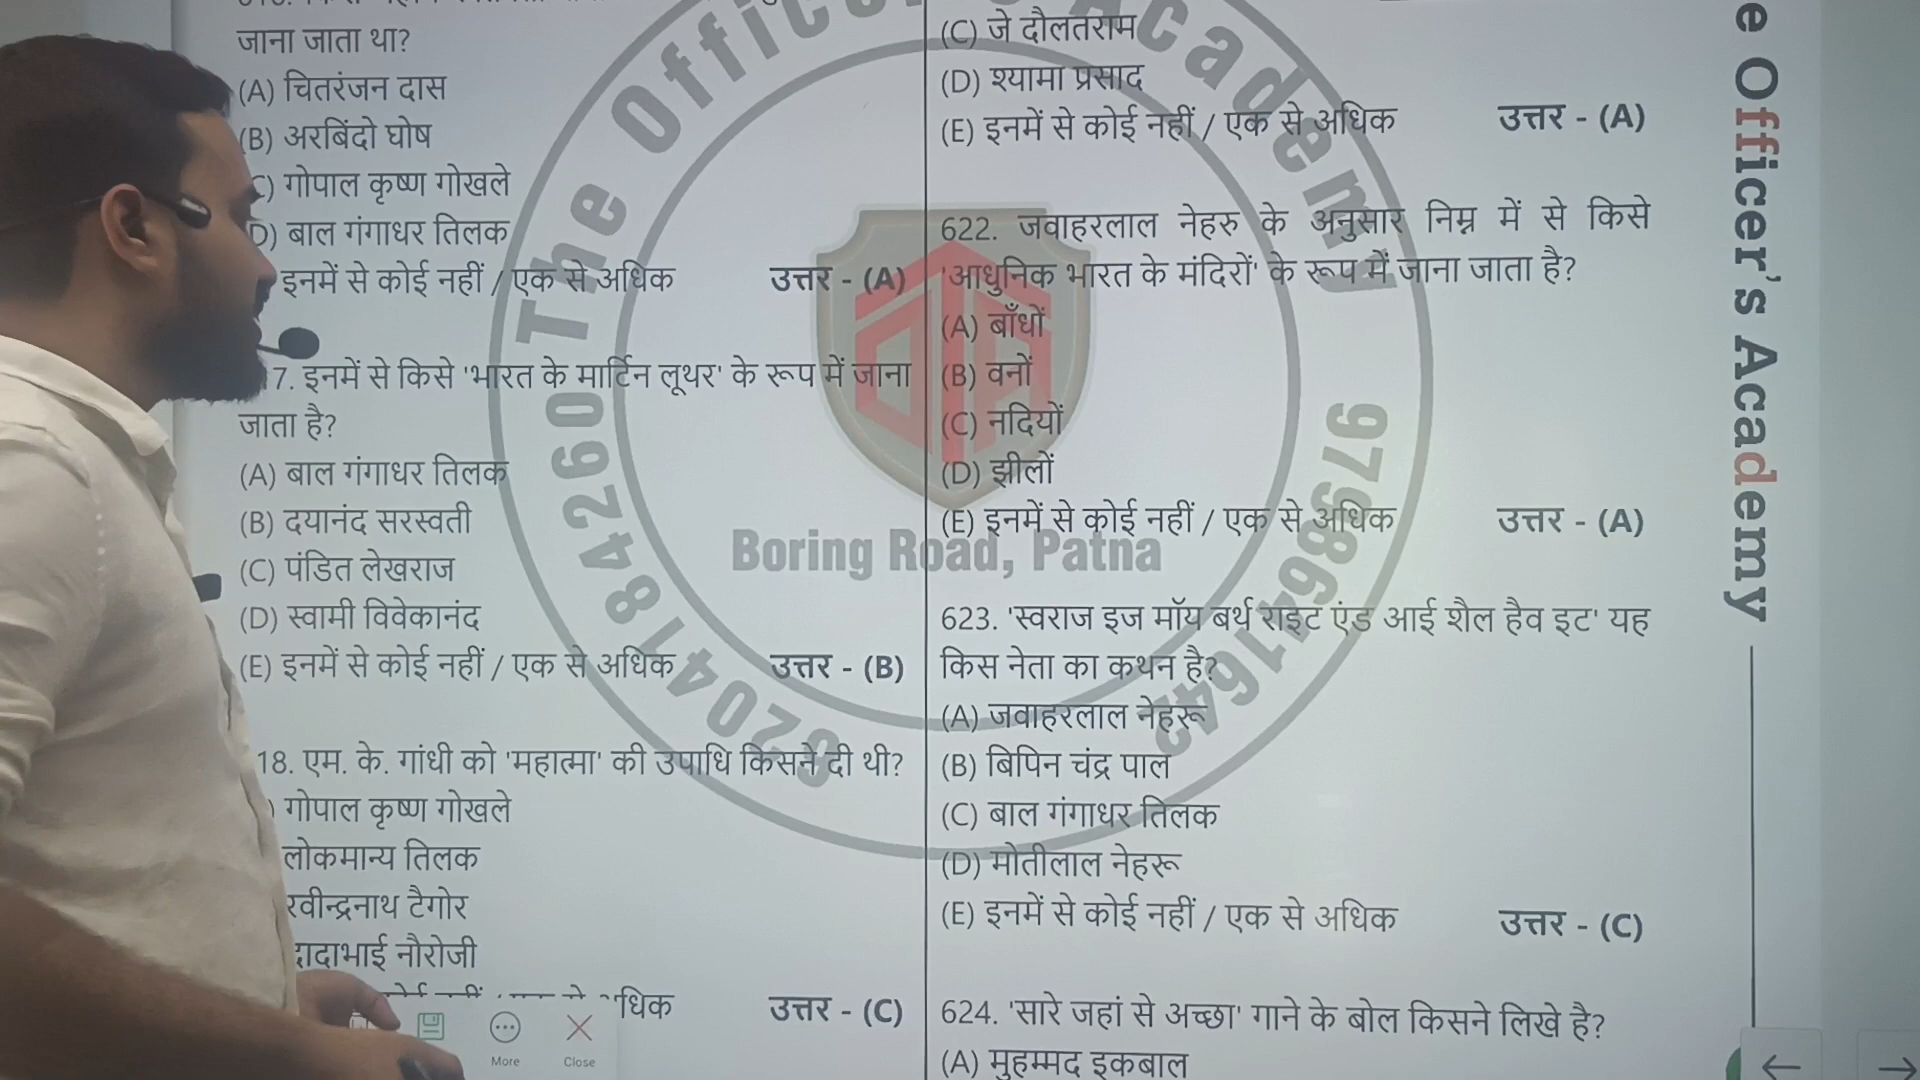 जाना जाता था?
(A) चितरंजन दास
(B) अरबिंदो घोष
C) गोपाल कृष्ण गोखले
D) बाल गंगाधर तिलक
इनमें से कोई नहीं / एक से अधिक उत्तर - (A)
7. इनमें से किसे 'भारत के मार्टिन लूथर' के रूप में जाना
जाता है?
(A) बाल गंगाधर तिलक
(B) दयानंद सरस्वती
(C) पंडित लेखराज
(D) स्वामी विवेकानंद
(E) इनमें से कोई नहीं / एक से अधिक उत्तर - (B)
18. एम. के. गांधी को 'महात्मा' की उपाधि किसने दी थी?
) गोपाल कृष्ण गोखले
लोकमान्य तिलक
रवीन्द्रनाथ टैगोर
दादाभाई नौरोजी
धिक उत्तर - (C)
(C) जे दौलतराम
(D) श्यामा प्रसाद
(E) इनमें से कोई नहीं / एक से अधिक उत्तर - (A)
622. जवाहरलाल नेहरु के अनुसार निम्न में से किसे
'आधुनिक भारत के मंदिरों' के रूप में जाना जाता है?
(A) बाँधों
(B) वनों
(C) नदियों
(D) झीलों
(E) इनमें से कोई नहीं / एक से अधिक उत्तर - (A)
623. 'स्वराज इज मॉय बर्थ राइट एंड आई शैल हैव इट' यह
किस नेता का कथन है?
(A) जवाहरलाल नेहरू
(B) बिपिन चंद्र पाल
(C) बाल गंगाधर तिलक
(D) मोतीलाल नेहरू
(E) इनमें से कोई नहीं / एक से अधिक उत्तर - (C)
624. 'सारे जहां से अच्छा' गाने के बोल किसने लिखे है?
(A) मुहम्मद इकबाल
The Officer's Academy
Boring Road, Patna
6204184260
9798641642
e Officer's Academy
More
Close